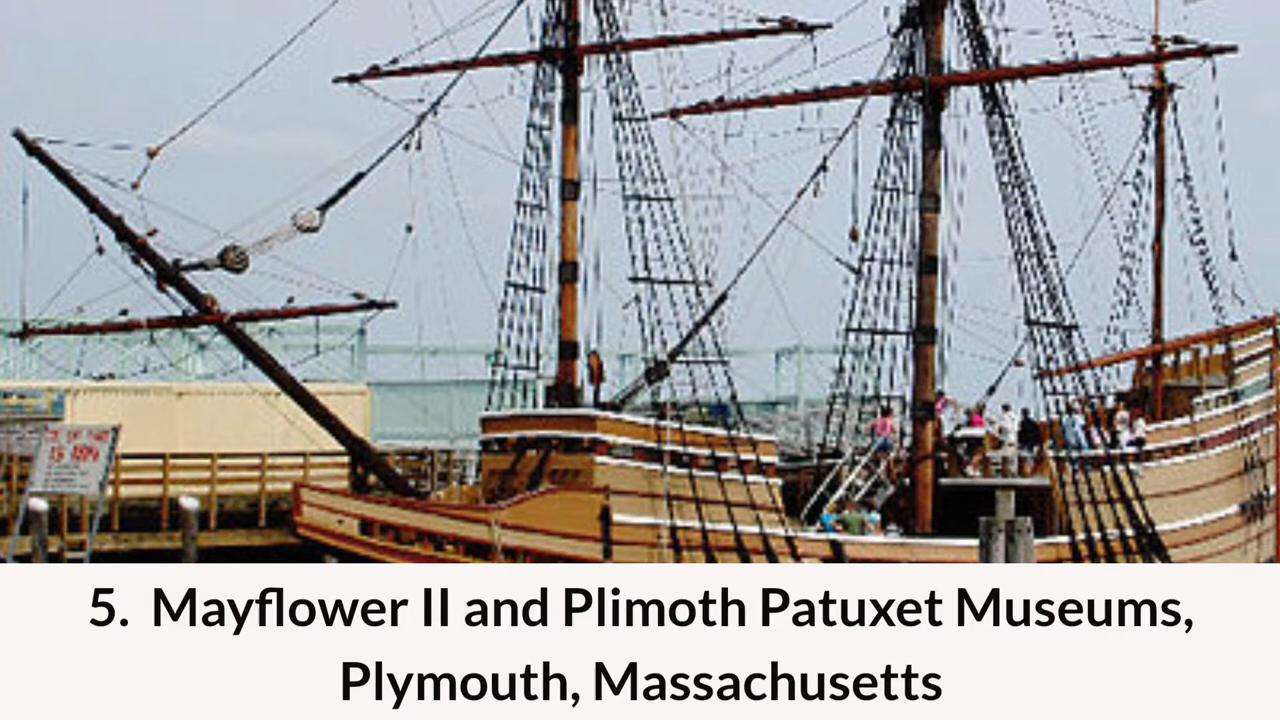 5. Mayflower II and Plimoth Patuxet Museums,
Plymouth, Massachusetts